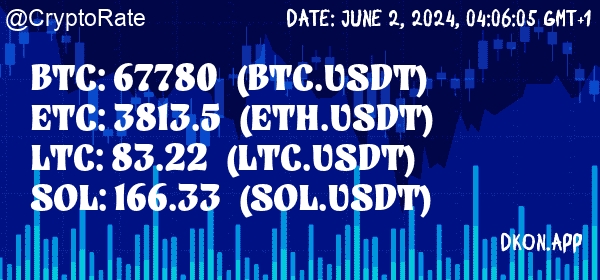 @CryptoRate
DATE: JUNE 2, 2024, 04:06:05 GMT+1
BTC: 67780 (BTC.USDT)
ETC: 3813.5 (ETH.USDT)
LTC: 83.22 (LTC.USDT)
SOL: 166.33 (SOL.USDT)
DKON.APP